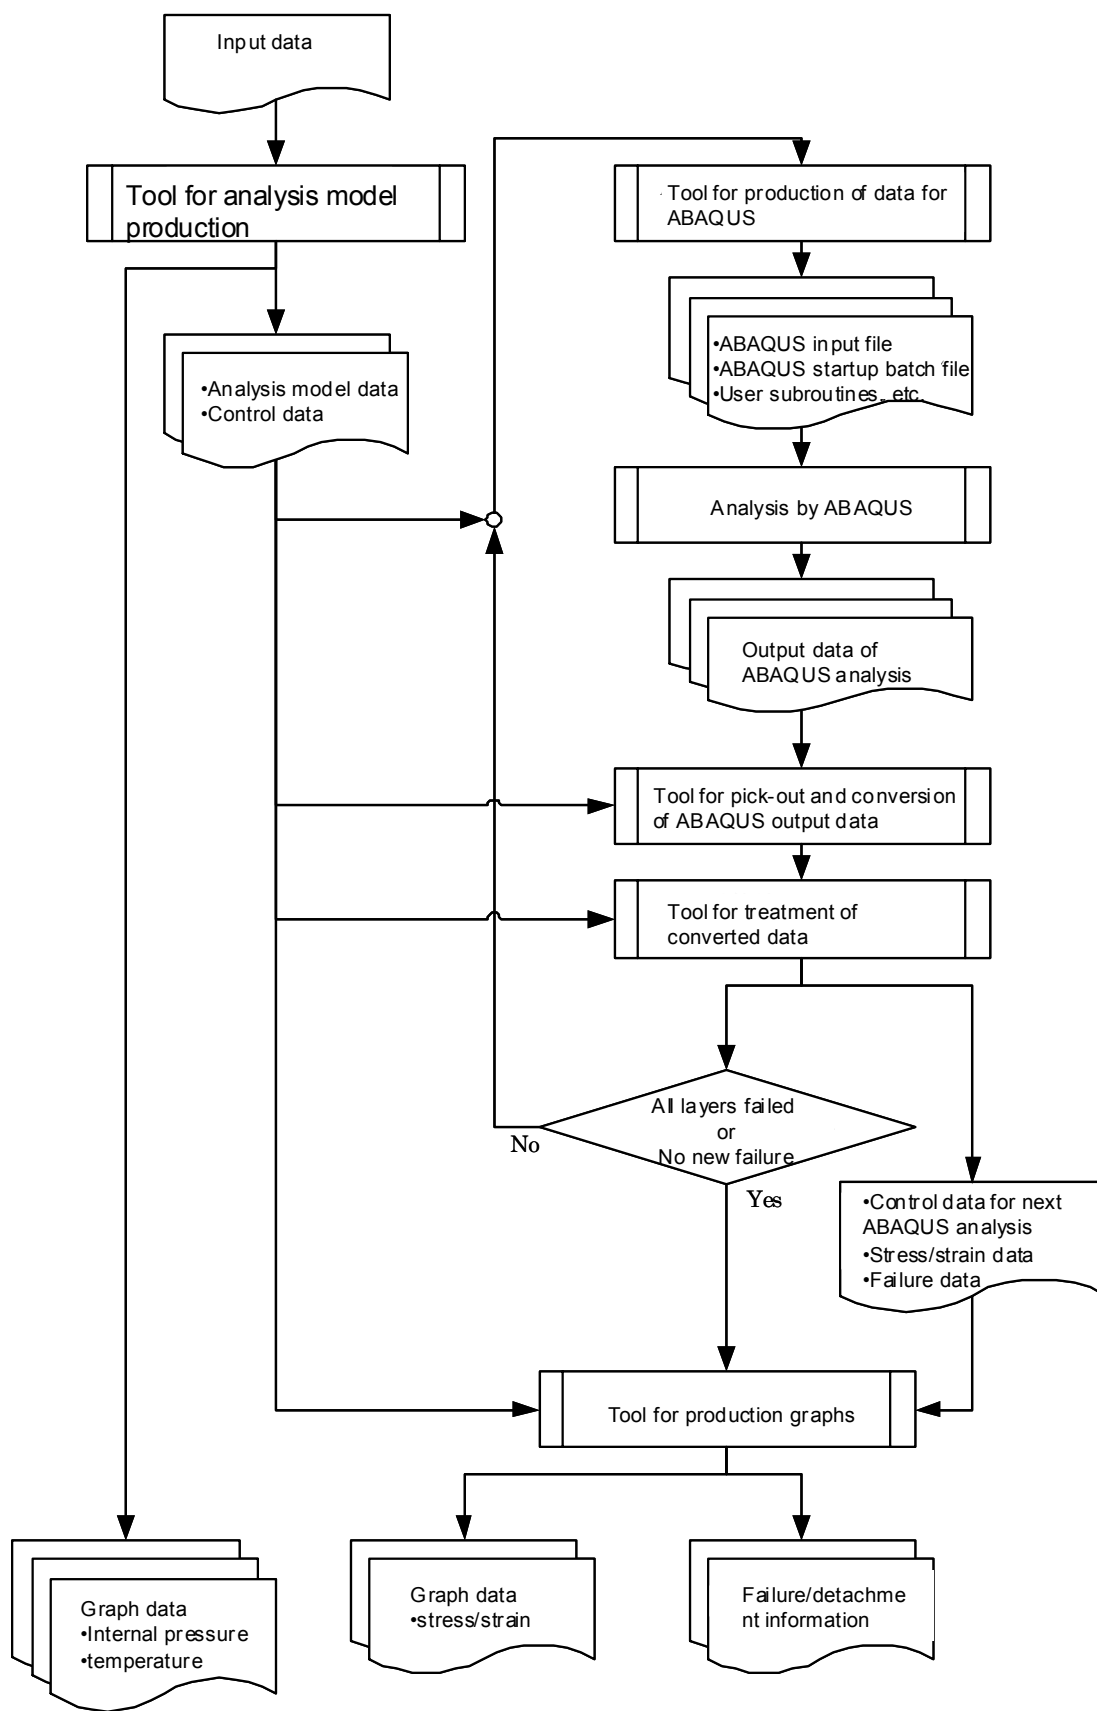 Input data
Tool for analysis model
production
Tool for production of data for
ABAQUS
•Analysis model data
•Control data
•ABAQUS input file
•ABAQUS startup batch file
•User subroutines, etc.
Analysis by ABAQUS
Output data of
ABAQUS analysis
Tool for pick-out and conversion
of ABAQUS output data
Tool for treatment of
converted data
All layers failed
or
No new failure
No
Yes
•Control data for next
ABAQUS analysis
•Stress/strain data
•Failure data
Tool for production graphs
Graph data
•Internal pressure
•temperature
Graph data
•stress/strain
Failure/detachme
nt information